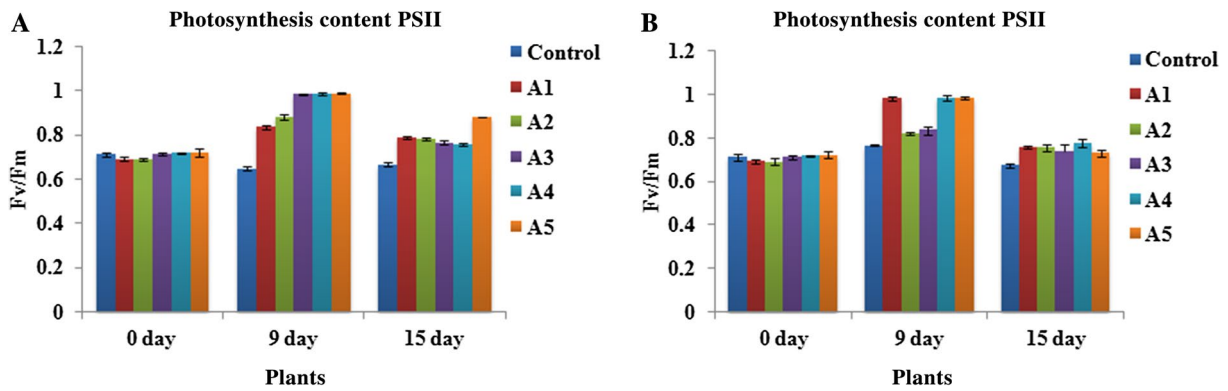 A
Photosynthesis content PSII
1.2
1
0.8
0.6
0.4
0.2
0
Fv/Fm
0 day
9 day
15 day
Plants
Control
A1
A2
A3
A4
A5
B
Photosynthesis content PSII
1.2
1
0.8
0.6
0.4
0.2
0
Fv/Fm
0 day
9 day
15 day
Plants
Control
A1
A2
A3
A4
A5